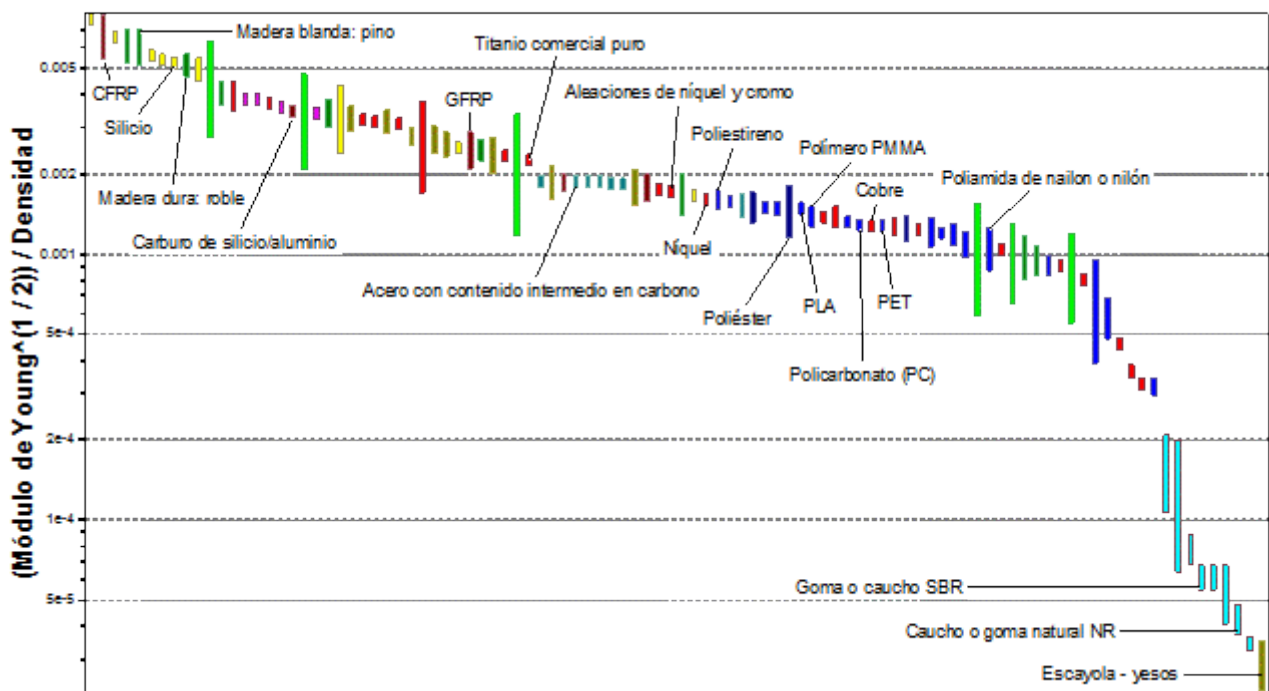 (Módulo de Young^(1 / 2)) / Densidad
0.005
0.002
0.001
5e-4
2e-4
1e-4
5e-5
Madera blanda: pino
CFRP
Silicio
Madera dura: roble
Carburo de silicio/aluminio
GFRP
Titanio comercial puro
Aleaciones de níquel y cromo
Poliestireno
Polímero PMMA
Cobre
Poliamida de nailon o nilón
Acero con contenido intermedio en carbono
Níquel
Poliéster
PLA
PET
Policarbonato (PC)
Goma o caucho SBR
Caucho o goma natural NR
Escayola - yesos